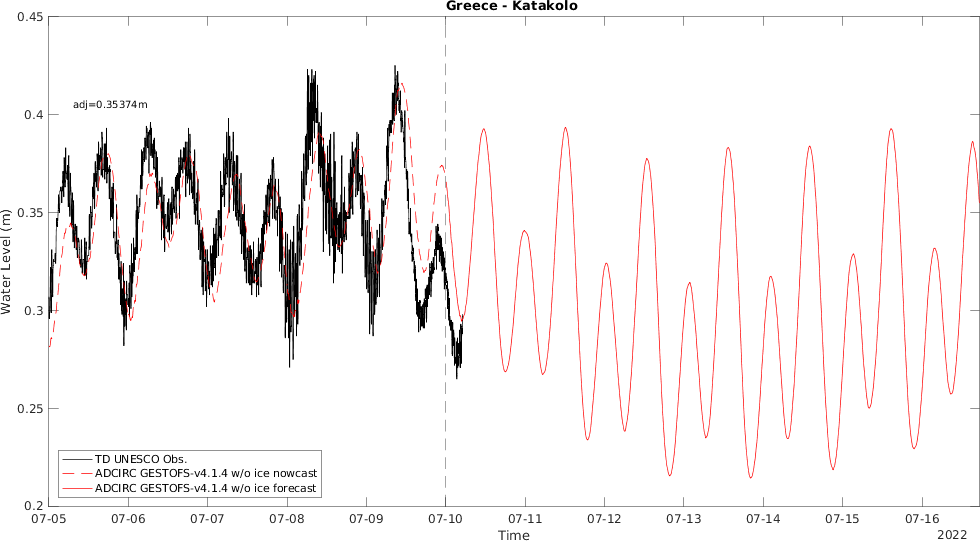 Greece - Katakolo
0.45
0.4
0.35
0.3
0.25
0.2
Water Level (m)
adj=0.35374m
TD UNESCO Obs.
ADCIRC GESTOFS-v4.1.4 w/o ice nowcast
ADCIRC GESTOFS-v4.1.4 w/o ice forecast
07-05 07-06 07-07 07-08 07-09 07-10 07-11 07-12 07-13 07-14 07-15 07-16
Time
2022